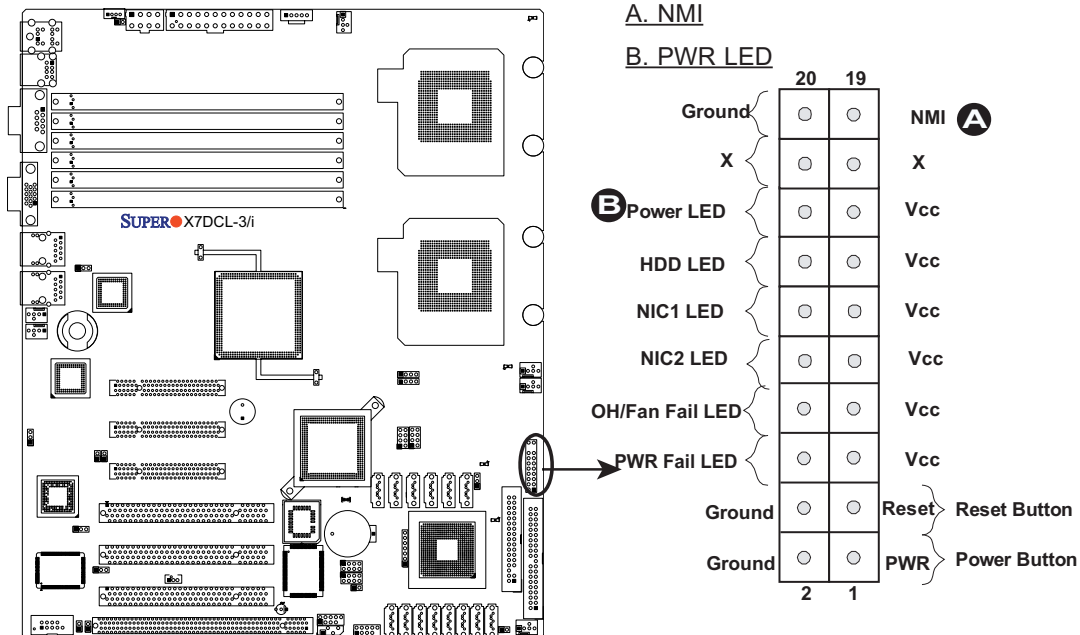 A. NMI
B. PWR LED
20 19
Ground NMI A
X X
B Power LED Vcc
HDD LED Vcc
NIC1 LED Vcc
NIC2 LED Vcc
OH/Fan Fail LED Vcc
PWR Fail LED Vcc
Ground Reset Reset Button
Ground PWR Power Button
2 1
SUPER X7DCL-3/i